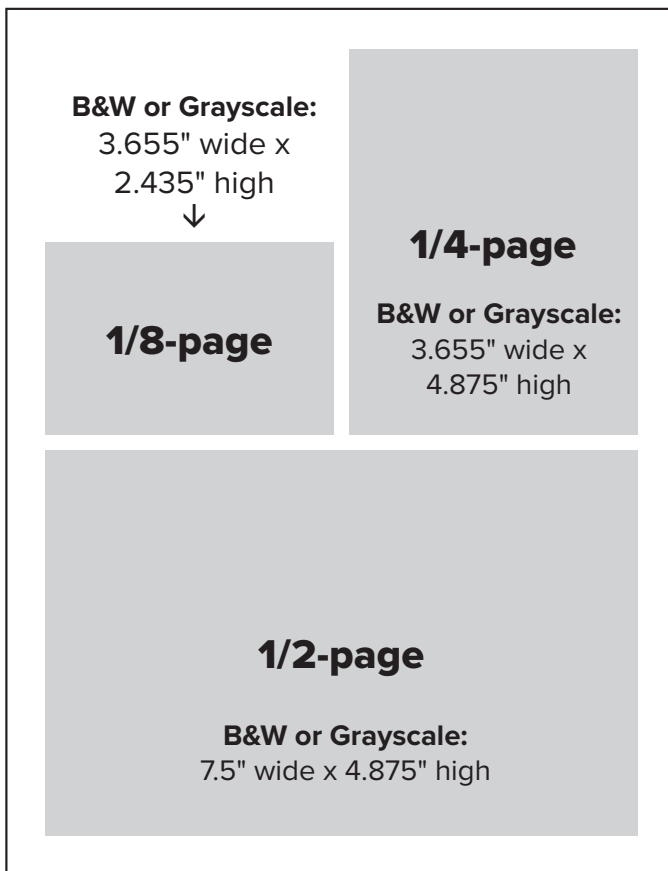 B&W or Grayscale:
3.655" wide x
2.435" high
↓
1/8-page
1/4-page
B&W or Grayscale:
3.655" wide x
4.875" high
1/2-page
B&W or Grayscale:
7.5" wide x 4.875" high